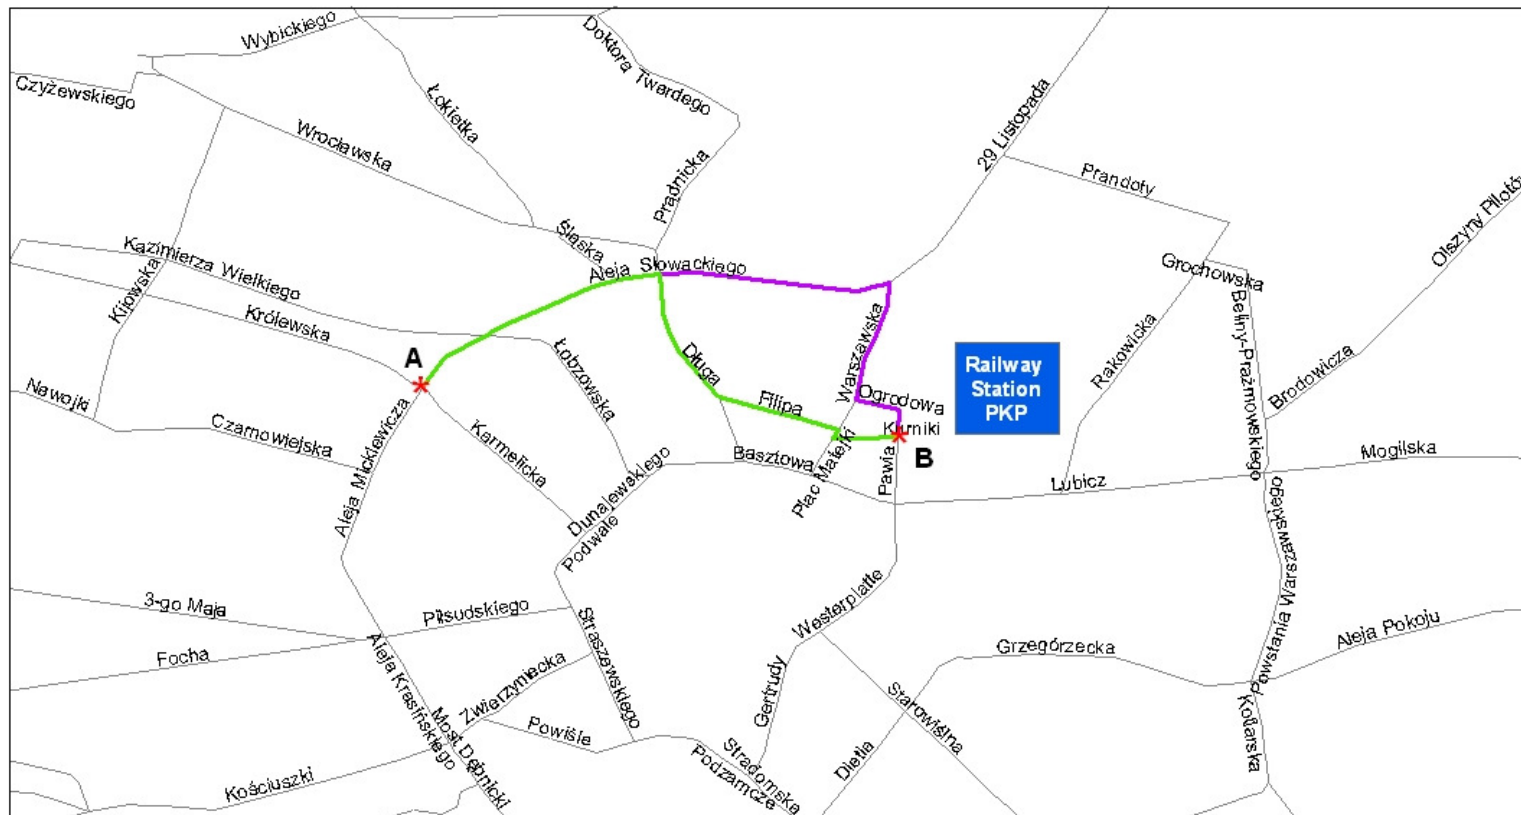 Wybickiego
Doktora Twardego
Czyżewskiego
Łokietka
Wrocławska
29 Listopada
Prądnicka
Prandoty
Olszyny Pilotów
Śląska
Kazimierza Wielkiego
Aleja Słowackiego
Grochowska
Kijowska
Królewska
Beliny-Prażmowskiego
Warszawska
Rakowicka
A
Łobzowska
Długa
Railway
Station
PKP
Brodowicza
Nawojki
Ogrodowa
Filipa
Czarnowiejska
Aleja Mickiewicza
Karmelicka
Kurniki
B
Basztowa
Plac Matejki
Pawia
Mogilska
Lubicz
Dunajewskiego
Podwale
Powstania Warszawskiego
3-go Maja
Piłsudskiego
Westerplatte
Aleja Pokoju
Focha
Straszewskiego
Grzegórzecka
Aleja Krasińskiego
Zwierzyniecka
Gertrudy
Starowiślna
Kotlarska
Most Dębnicki
Powiśle
Stradomska
Podzamcze
Dietla
Kościuszki